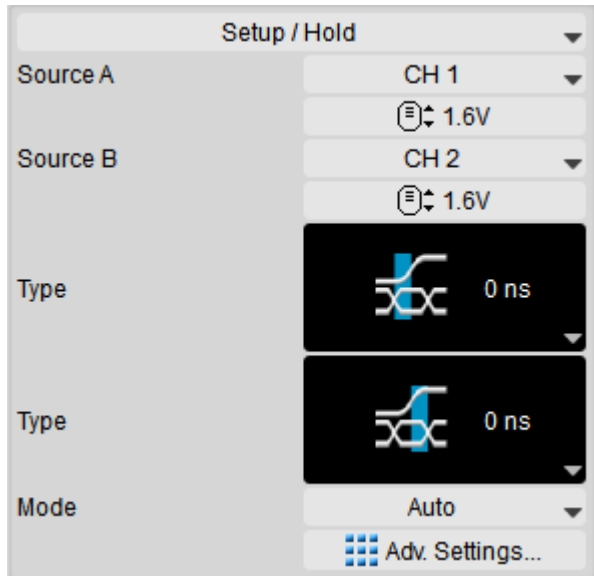 Setup / Hold
Source A
CH 1
1.6V
Source B
CH 2
1.6V
Type
0 ns
Type
0 ns
Mode
Auto
Adv. Settings...